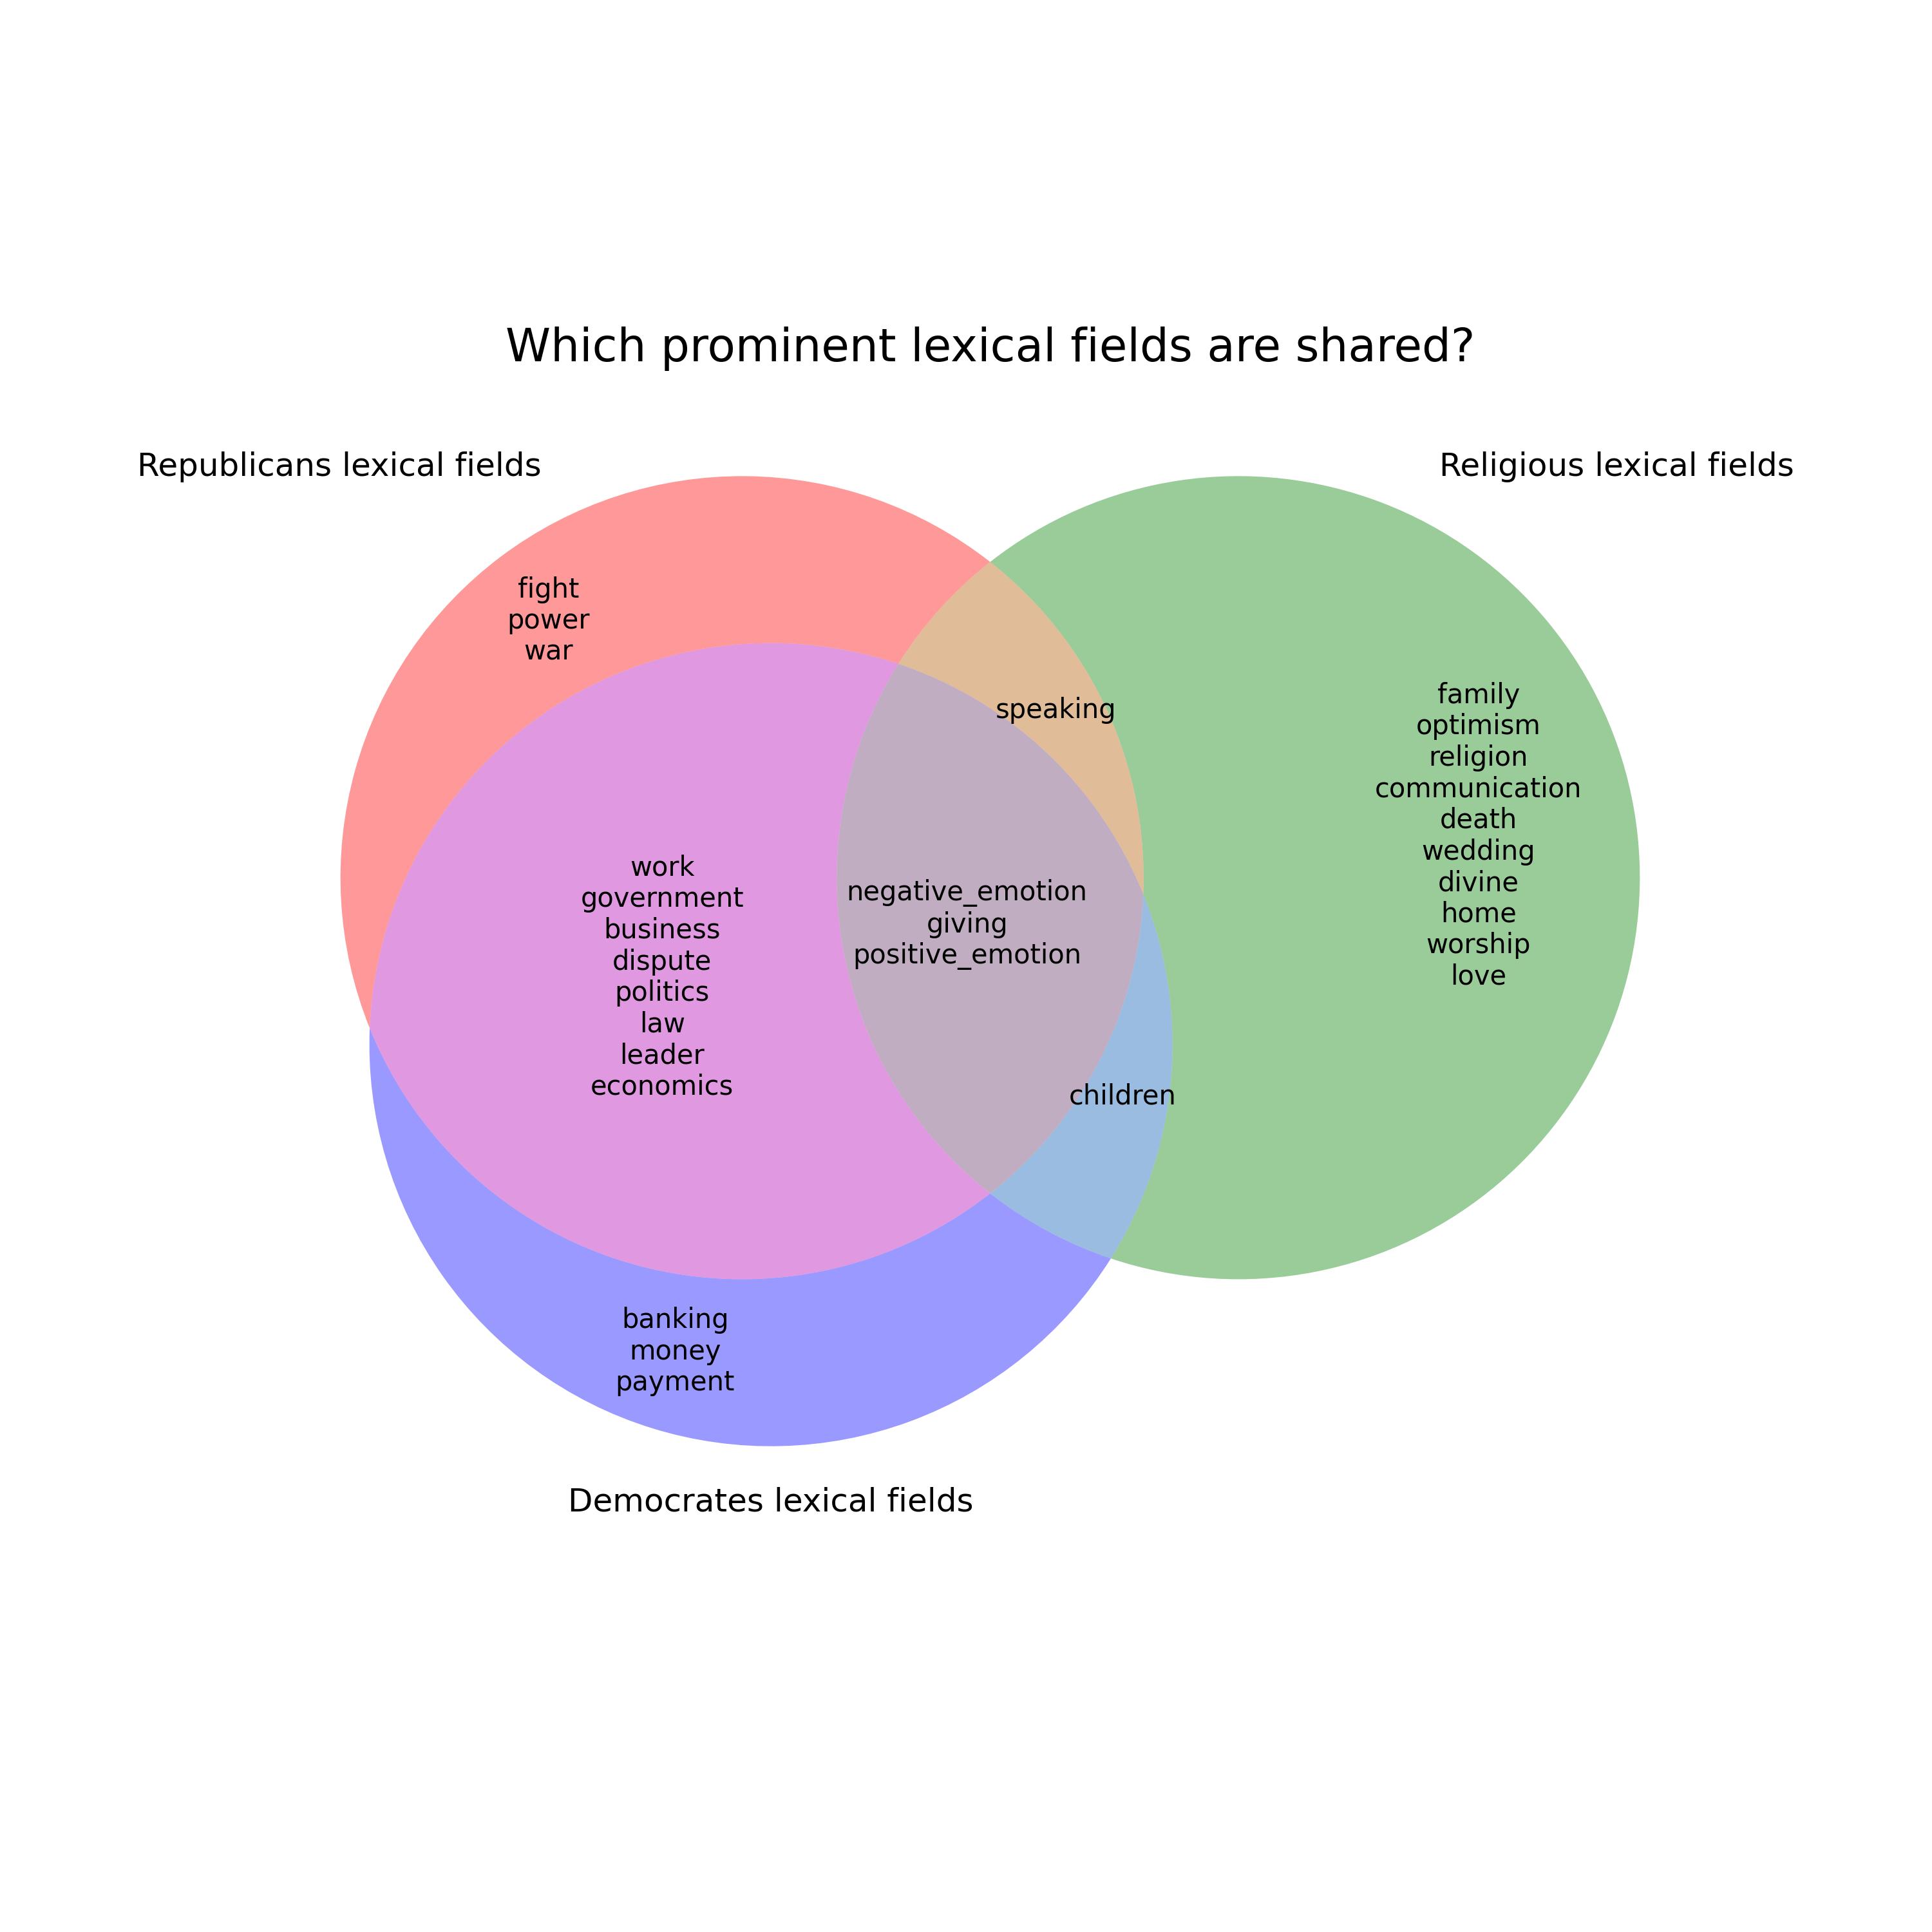 Which prominent lexical fields are shared?
Republicans lexical fields
Religious lexical fields
fight
power
war
speaking
family
optimism
religion
communication
death
wedding
divine
home
worship
love
work
government
business
dispute
politics
law
leader
economics
negative_emotion
giving
positive_emotion
children
banking
money
payment
Democrates lexical fields